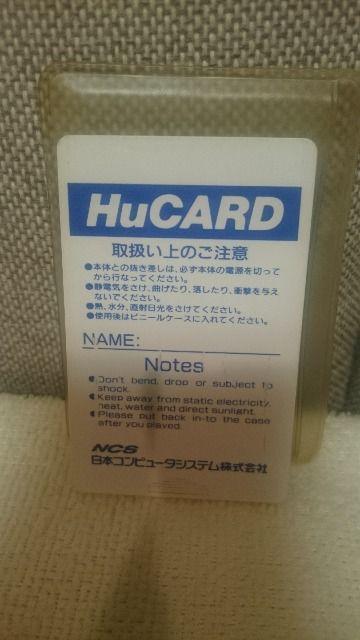 HuCARD
取扱い上のご注意
●本体との抜き差しは、必ず本体の電源を切って
から行なってください。
●静電気をさけ、曲げたり、落したり、衝撃を与え
ないでください。
●熱、水分、直射日光をさけてください。
●使用後はビニールケースに入れてください。
NAME:
Notes
●Don't bend, drop or subject to
shock.
●Keep away from static electricity,
heat, water and direct sunlight.
●Please put back in-to the case
after you played.
NCS
日本コンピュータシステム株式会社